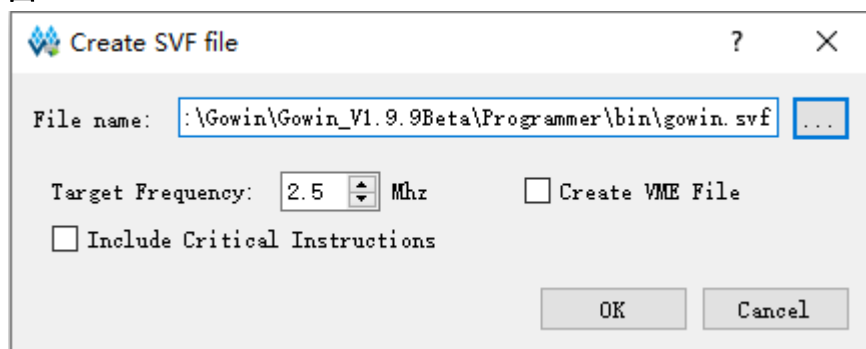 Create SVF file ? ×
File name: :\Gowin\Gowin_V1.9.9Beta\Programmer\bin\gowin.svf ...
Target Frequency: 2.5 Mhz Create VME File
Include Critical Instructions
OK Cancel